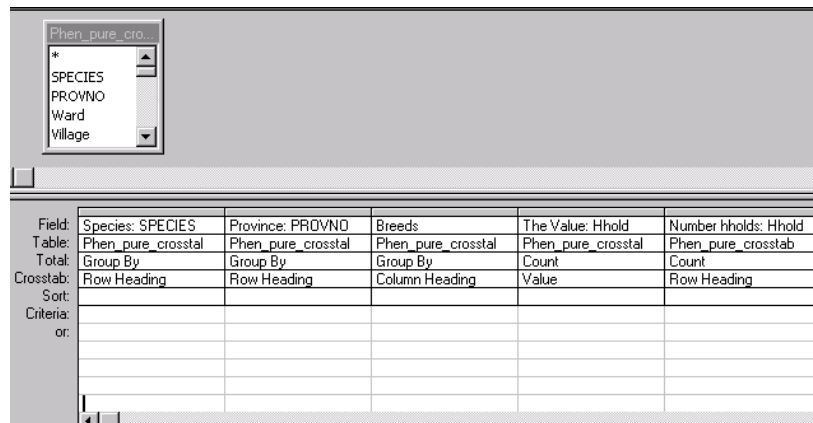 Phen_pure_cro...
*
SPECIES
PROVNO
Ward
Village
Field: Species: SPECIES Province: PROVNO Breeds The Value: Hhold Number hholds: Hhold
Table: Phen_pure_crosstal Phen_pure_crosstal Phen_pure_crosstal Phen_pure_crosstal Phen_pure_crosstab
Total: Group By Group By Group By Count Count
Crosstab: Row Heading Row Heading Column Heading Value Row Heading
Sort:
Criteria:
or: